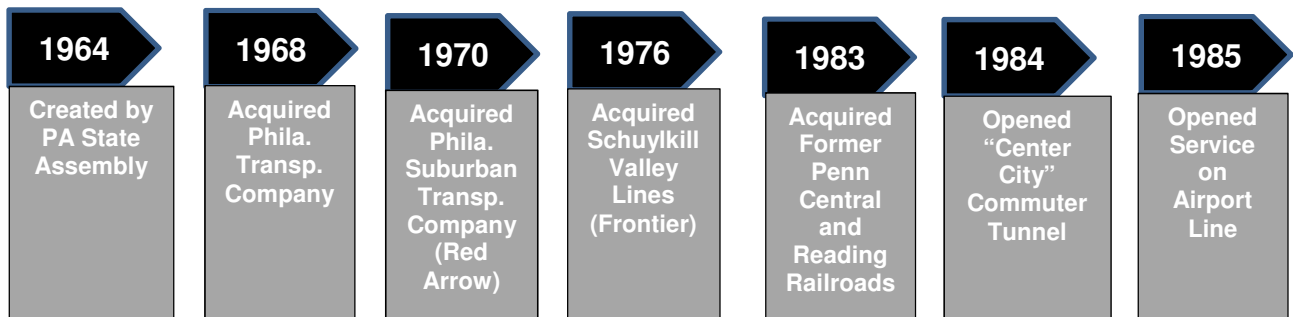 1964
Created by
PA State
Assembly
1968
Acquired
Phila.
Transp.
Company
1970
Acquired
Phila.
Suburban
Transp.
Company
(Red
Arrow)
1976
Acquired
Schuylkill
Valley
Lines
(Frontier)
1983
Acquired
Former
Penn
Central
and
Reading
Railroads
1984
Opened
“Center
City”
Commuter
Tunnel
1985
Opened
Service
on
Airport
Line